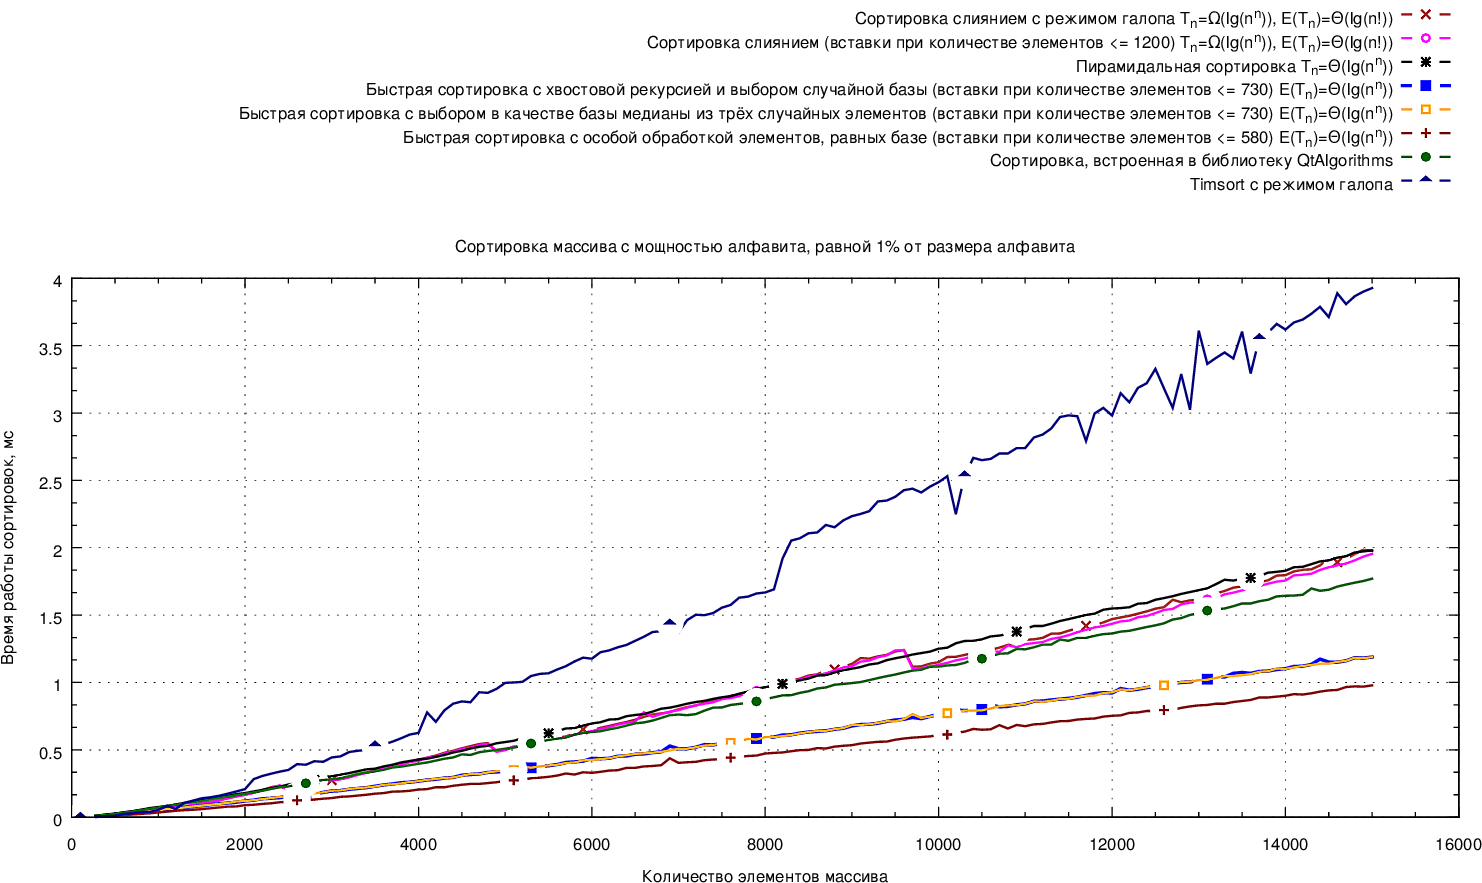 Сортировка слиянием с режимом галопа Tn=Ω(lg(nⁿ)), E(Tn)=Θ(lg(n!))
Сортировка слиянием (вставки при количестве элементов <= 1200) Tn=Ω(lg(nⁿ)), E(Tn)=Θ(lg(n!)
Пирамидальная сортировка Tn=Θ(lg(nⁿ))
Быстрая сортировка с хвостовой рекурсией и выбором случайной базы (вставки при количестве элементов <= 730) E(Tn)=Θ(lg(nⁿ))
Быстрая сортировка с выбором в качестве базы медианы из трёх случайных элементов (вставки при количестве элементов <= 730) E(Tn)=Θ(lg(nⁿ))
Быстрая сортировка с особой обработкой элементов, равных базе (вставки при количестве элементов <= 580) E(Tn)=Θ(lg(nⁿ))
Сортировка, встроенная в библиотеку QtAlgorithms
Timsort с режимом галопа
Сортировка массива с мощностью алфавита, равной 1% от размера алфавита
4
3.5
3
2.5
2
1.5
1
0.5
0
Время работы сортировок, мс
0 2000 4000 6000 8000 10000 12000 14000 16000
Количество элементов массива